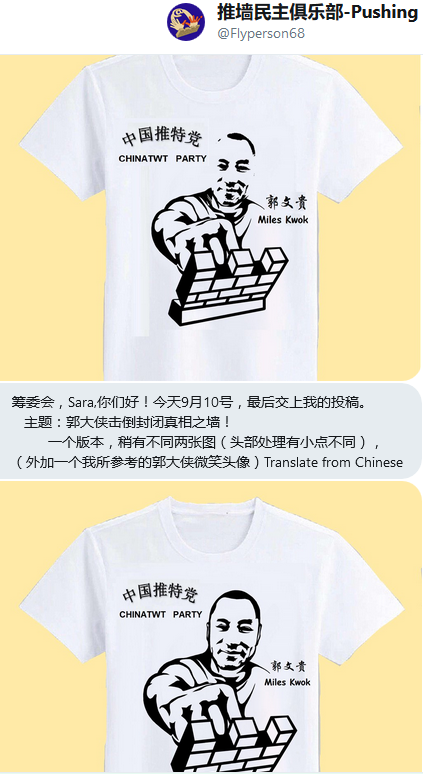 推墙民主俱乐部-Pushing
@Flyperson68
中国推特党
CHINATWT PARTY
郭文貴
Miles Kwok
筹委会，Sara,你们好！今天9月10号，最后交上我的投稿。
主题：郭大侠击倒封闭真相之墙！
一个版本，稍有不同两张图（头部处理有小点不同），
（外加一个我所参考的郭大侠微笑头像）Translate from Chinese
中国推特党
CHINATWT PARTY
郭文貴
Miles Kwok